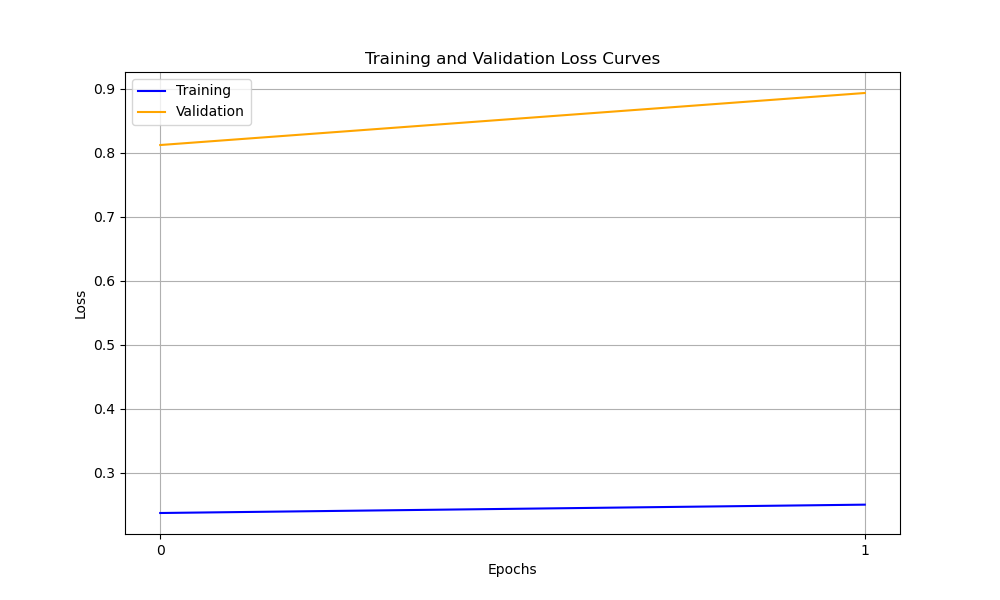 Training and Validation Loss Curves
Training
Validation
0.9
0.8
0.7
0.6
0.5
0.4
0.3
Loss
0
1
Epochs